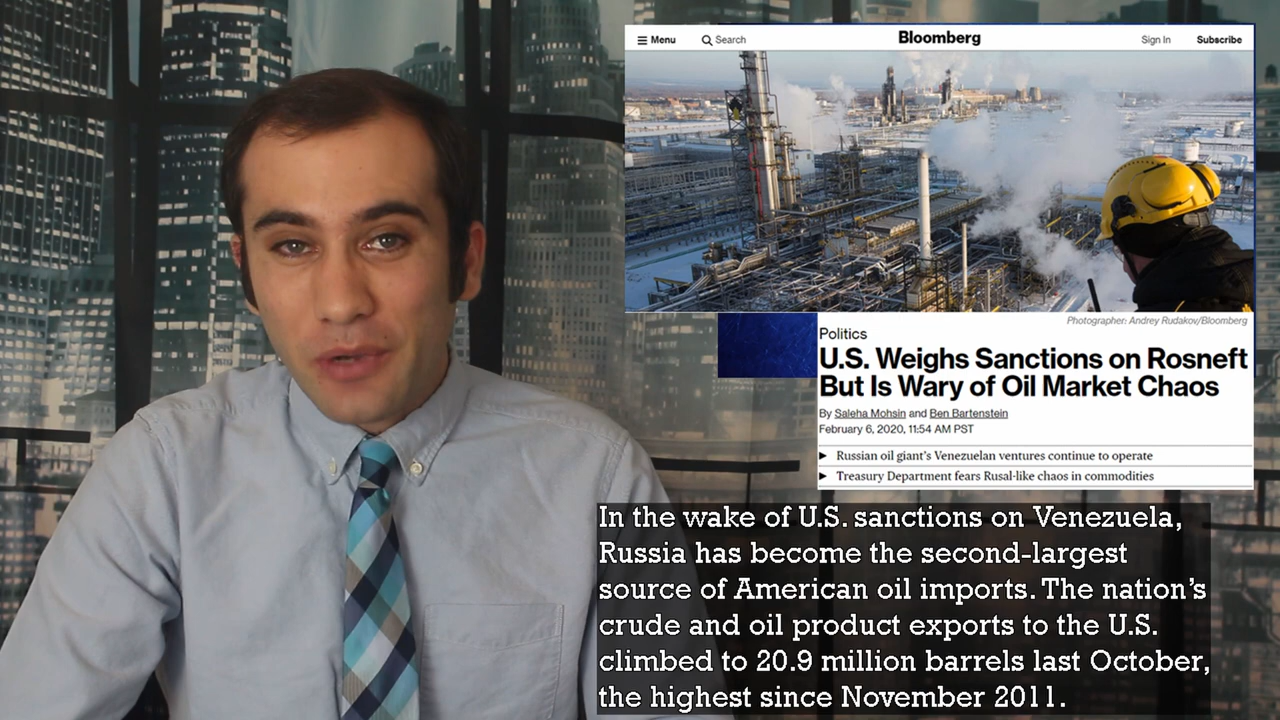 Menu Search Bloomberg Sign In Subscribe
Photographer: Andrey Rudakov/Bloomberg
Politics
U.S. Weighs Sanctions on Rosneft
But Is Wary of Oil Market Chaos
By Saleha Mohsin and Ben Bartenstein
February 6, 2020, 11:54 AM PST
Russian oil giant's Venezuelan ventures continue to operate
Treasury Department fears Rusal-like chaos in commodities
In the wake of U.S. sanctions on Venezuela,
Russia has become the second-largest
source of American oil imports. The nation's
crude and oil product exports to the U.S.
climbed to 20.9 million barrels last October,
the highest since November 2011.